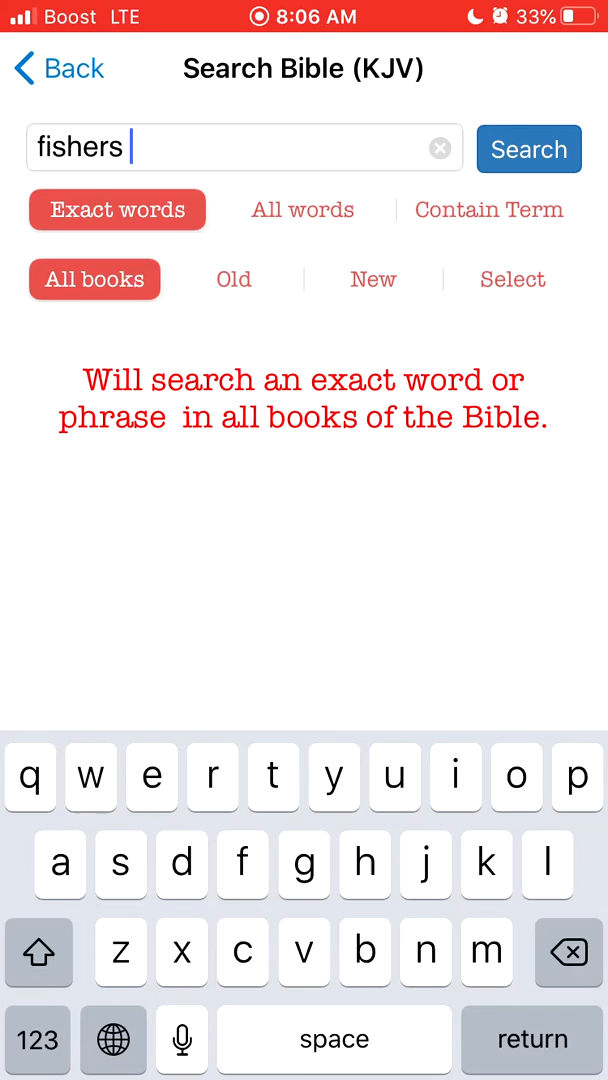 Boost LTE 8:06 AM 33%
Back Search Bible (KJV)
fishers Search
Exact words All words Contain Term
All books Old New Select
Will search an exact word or
phrase in all books of the Bible.
q w e r t y u i o p
a s d f g h j k l
z x c v b n m
123 space return